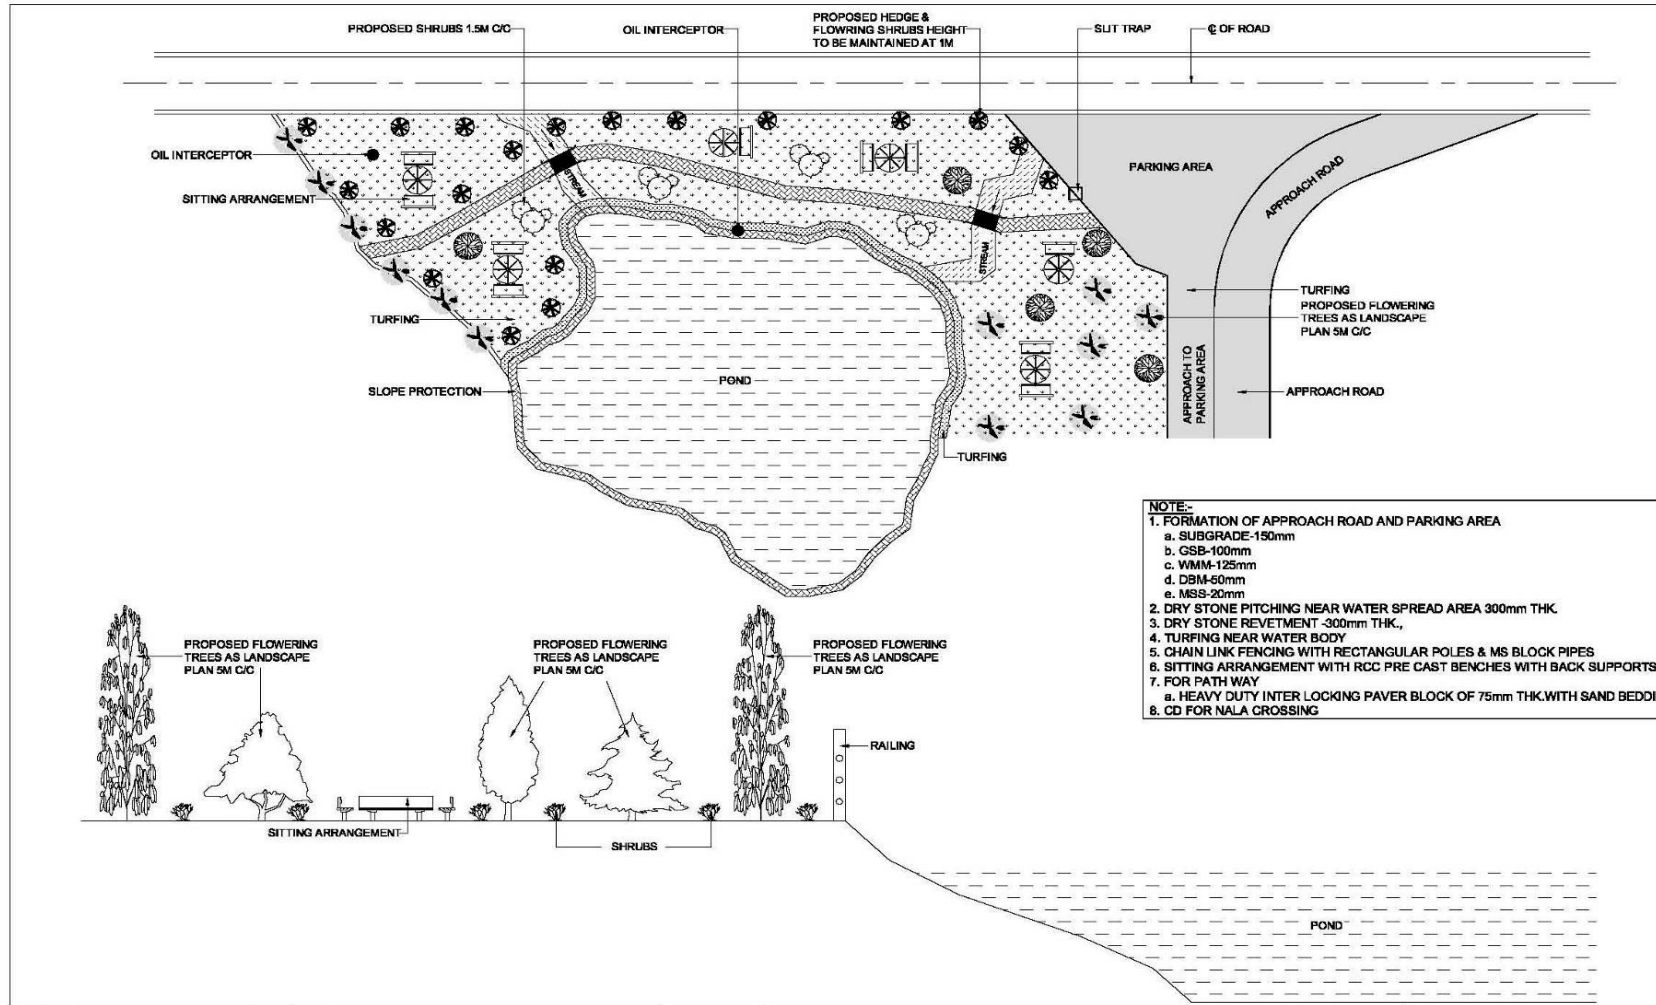 PROPOSED SHRUBS 1.5M C/C
OIL INTERCEPTOR
PROPOSED HEDGE &
FLOWRING SHRUBS HEIGHT
TO BE MAINTAINED AT 1M
SLIT TRAP
℄ OF ROAD
OIL INTERCEPTOR
SITTING ARRANGEMENT
STREAM
STREAM
PARKING AREA
APPROACH ROAD
TURFING
TURFING
PROPOSED FLOWERING
TREES AS LANDSCAPE
PLAN 5M C/C
SLOPE PROTECTION
POND
APPROACH TO
PARKING AREA
APPROACH ROAD
TURFING
NOTE:-
1. FORMATION OF APPROACH ROAD AND PARKING AREA
a. SUBGRADE-150mm
b. GSB-100mm
c. WMM-125mm
d. DBM-50mm
e. MSS-20mm
2. DRY STONE PITCHING NEAR WATER SPREAD AREA 300mm THK.
3. DRY STONE REVETMENT -300mm THK.,
4. TURFING NEAR WATER BODY
5. CHAIN LINK FENCING WITH RECTANGULAR POLES & MS BLOCK PIPES
6. SITTING ARRANGEMENT WITH RCC PRE CAST BENCHES WITH BACK SUPPORTS
7. FOR PATH WAY
a. HEAVY DUTY INTER LOCKING PAVER BLOCK OF 75mm THK.WITH SAND BEDDI
8. CD FOR NALA CROSSING
PROPOSED FLOWERING
TREES AS LANDSCAPE
PLAN 5M C/C
PROPOSED FLOWERING
TREES AS LANDSCAPE
PLAN 5M C/C
PROPOSED FLOWERING
TREES AS LANDSCAPE
PLAN 5M C/C
RAILING
SITTING ARRANGEMENT
SHRUBS
POND